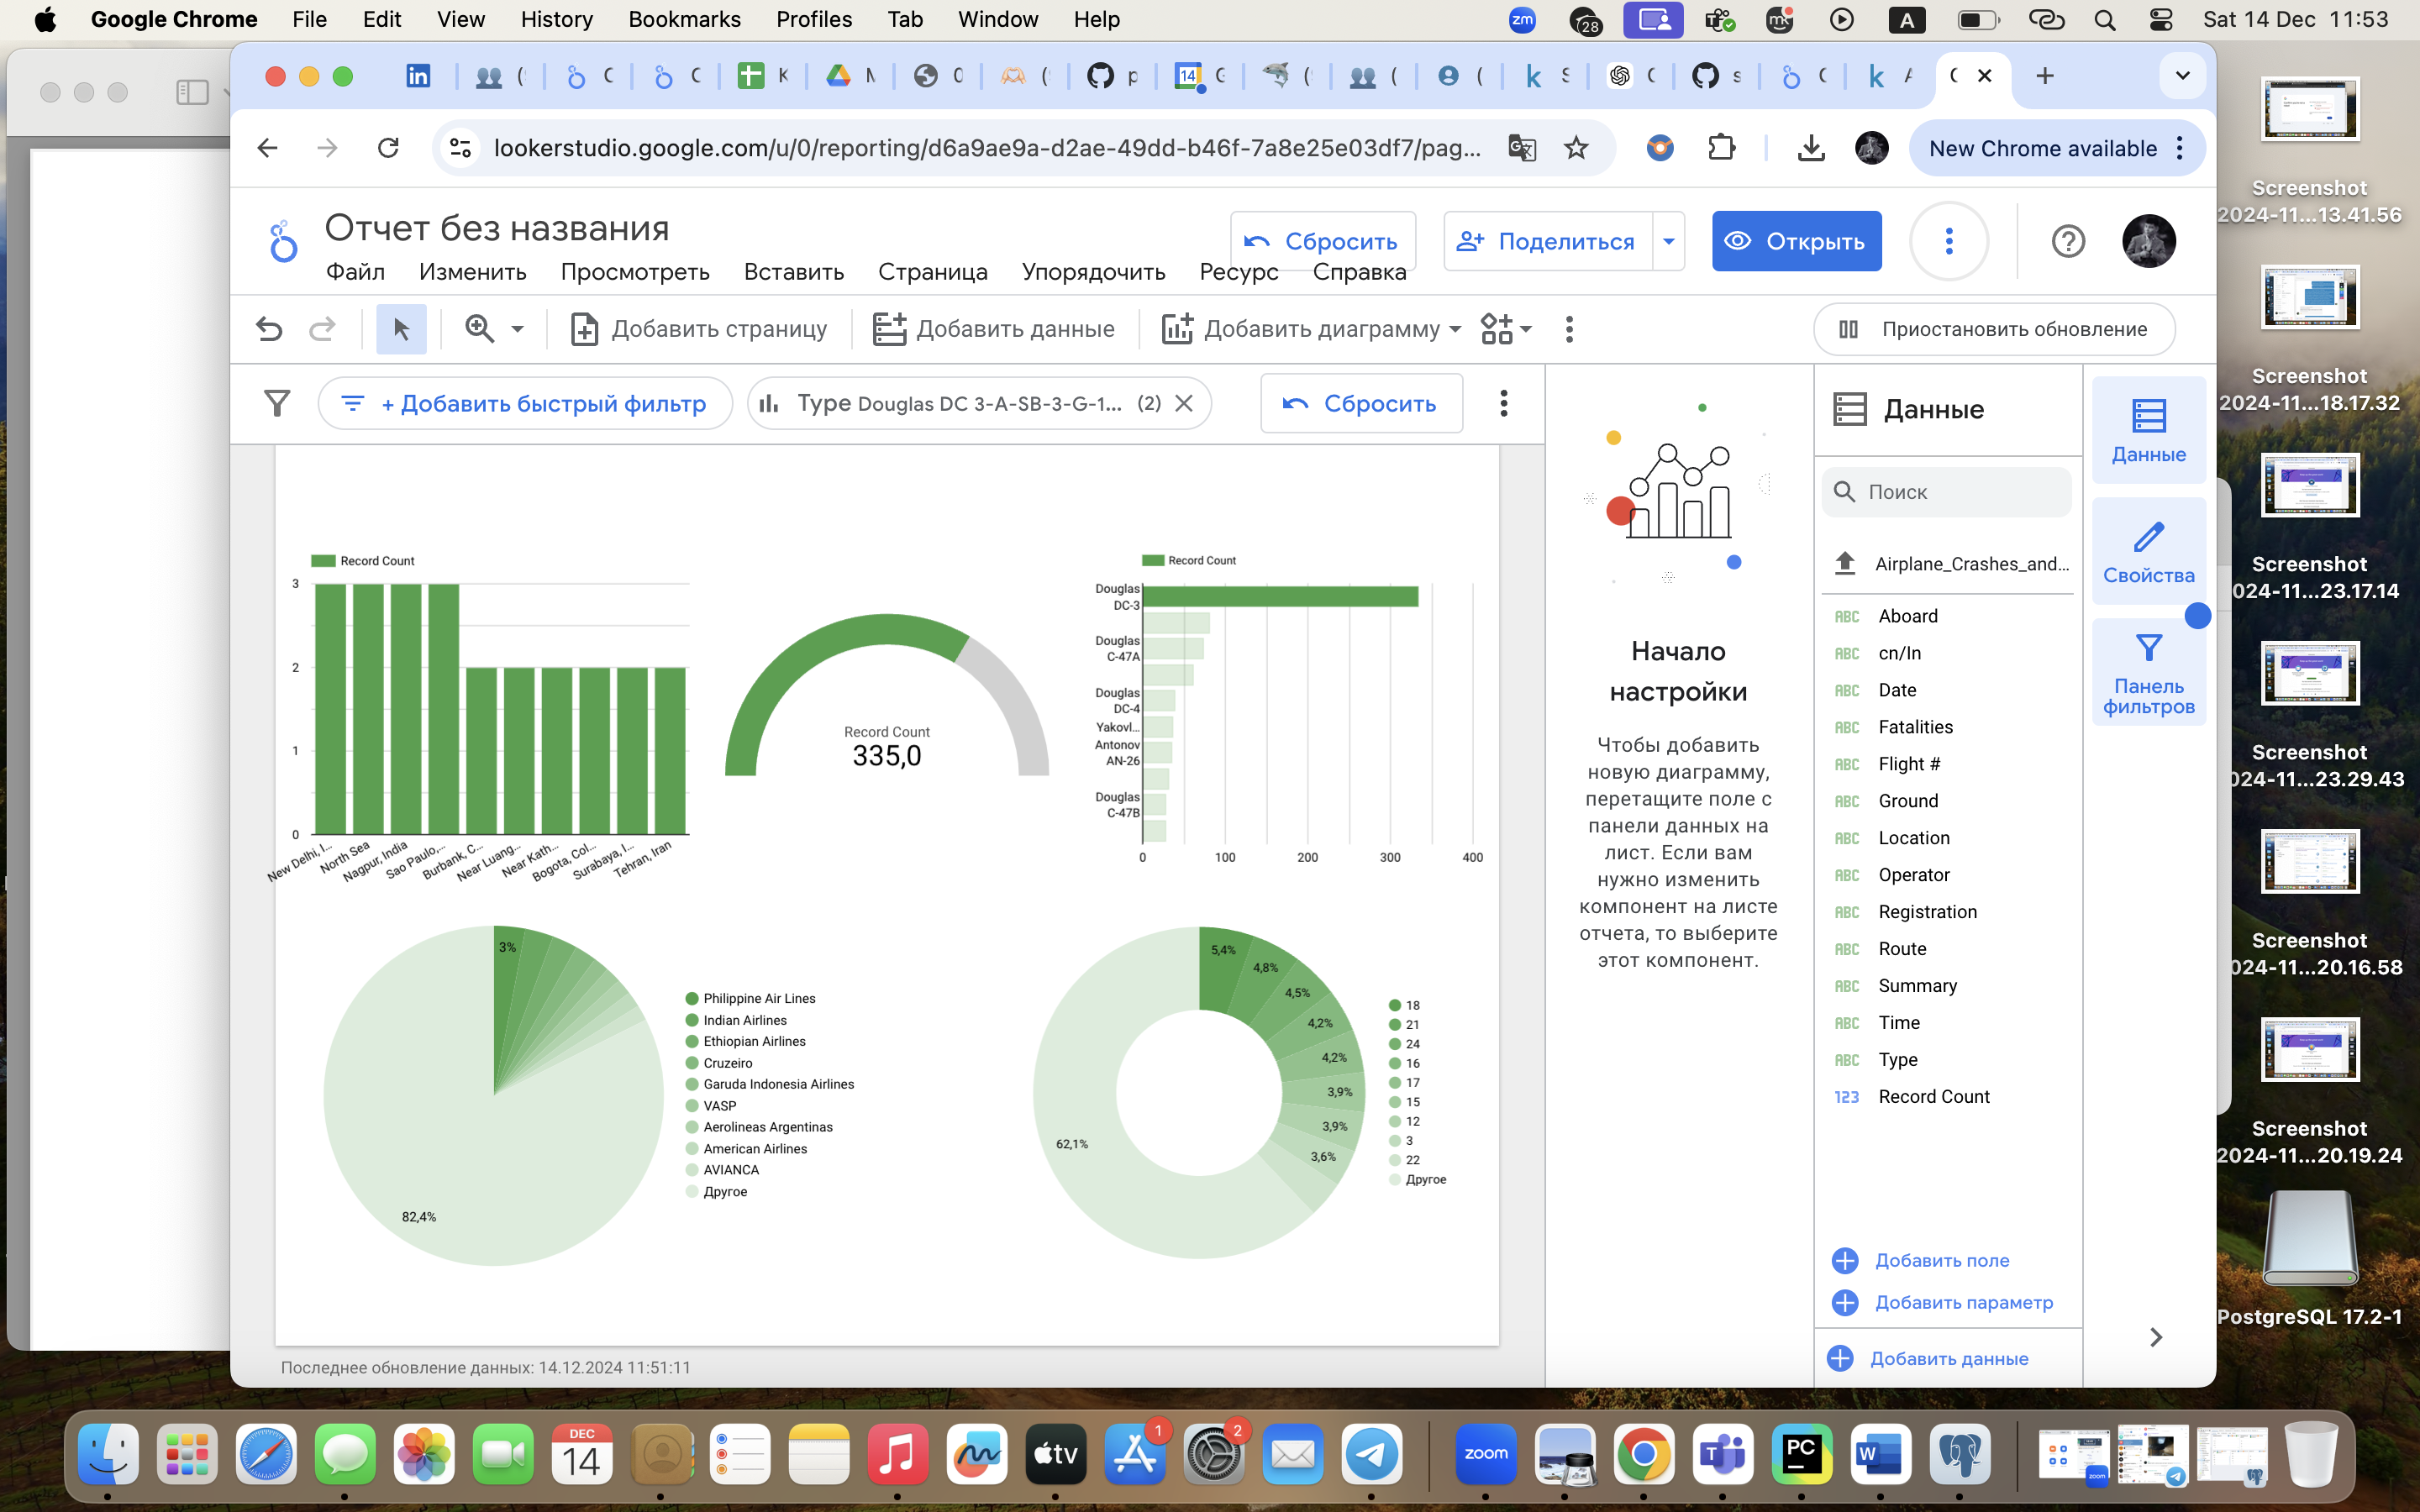 Google Chrome File Edit View History Bookmarks Profiles Tab Window Help
zm 28 A Sat 14 Dec 11:53
lookerstudio.google.com/u/0/reporting/d6a9ae9a-d2ae-49dd-b46f-7a8e25e03df7/pag...
New Chrome available
Отчет без названия
Сбросить
Поделиться
Открыть
Файл Изменить Просмотреть Вставить Страница Упорядочить Ресурс Справка
Добавить страницу
Добавить данные
Добавить диаграмму
Приостановить обновление
+ Добавить быстрый фильтр
Type Douglas DC 3-A-SB-3-G-1... (2)
Сбросить
Record Count
3
2
1
0
New Delhi, I...
North Sea
Nagpur, India
Sao Paulo,...
Burbank, C...
Near Luang...
Near Kath...
Bogota, Col...
Surabaya, I...
Tehran, Iran
Record Count
335,0
Record Count
Douglas
DC-3
Douglas
C-47A
Douglas
DC-4
Yakovl...
Antonov
AN-26
Douglas
C-47B
0 100 200 300 400
3%
82,4%
Philippine Air Lines
Indian Airlines
Ethiopian Airlines
Cruzeiro
Garuda Indonesia Airlines
VASP
Aerolineas Argentinas
American Airlines
AVIANCA
Другое
5,4%
4,8%
4,5%
4,2%
4,2%
3,9%
3,9%
3,6%
62,1%
18
21
24
16
17
15
12
3
22
Другое
Последнее обновление данных: 14.12.2024 11:51:11
Начало
настройки
Чтобы добавить
новую диаграмму,
перетащите поле с
панели данных на
лист. Если вам
нужно изменить
компонент на листе
отчета, то выберите
этот компонент.
Данные
Поиск
Airplane_Crashes_and...
ABC Aboard
ABC cn/In
ABC Date
ABC Fatalities
ABC Flight #
ABC Ground
ABC Location
ABC Operator
ABC Registration
ABC Route
ABC Summary
ABC Time
ABC Type
123 Record Count
Добавить поле
Добавить параметр
Добавить данные
Данные
Свойства
Панель
фильтров
Screenshot
2024-11...13.41.56
Screenshot
2024-11...18.17.32
Screenshot
024-11...23.17.14
Screenshot
024-11...23.29.43
Screenshot
024-11...20.16.58
Screenshot
2024-11...20.19.24
PostgreSQL 17.2-1
DEC
14
tv
1
2
zoom
T
PC
W